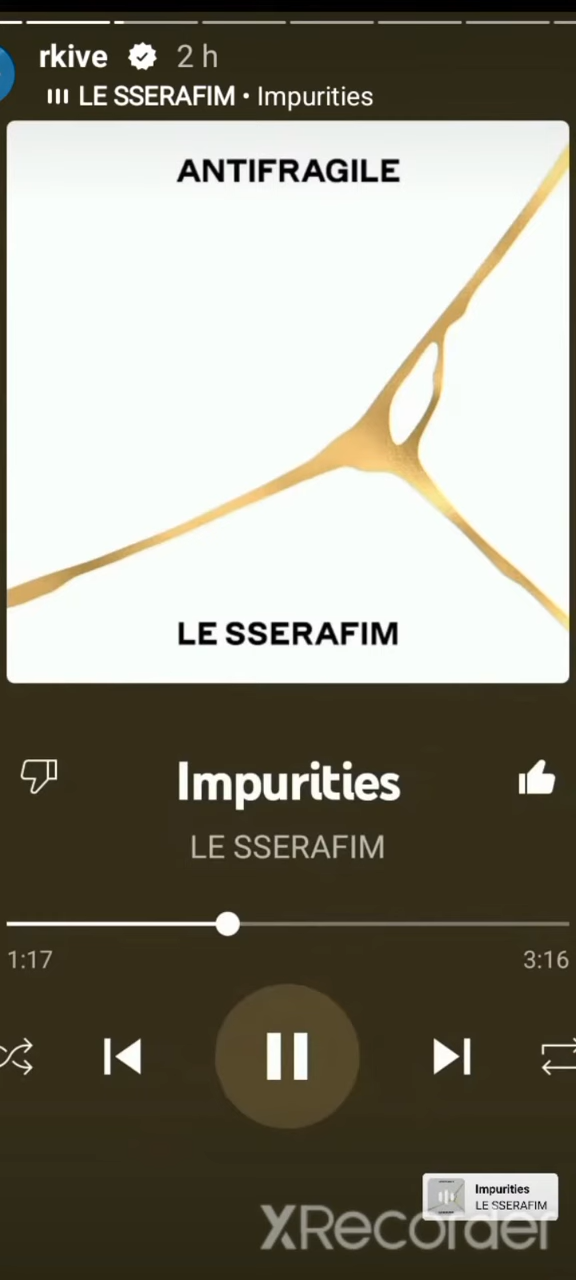 rkive 2 h
LE SSERAFIM • Impurities
ANTIFRAGILE
LE SSERAFIM
Impurities
LE SSERAFIM
1:17 3:16
Impurities
LE SSERAFIM
XRecorder